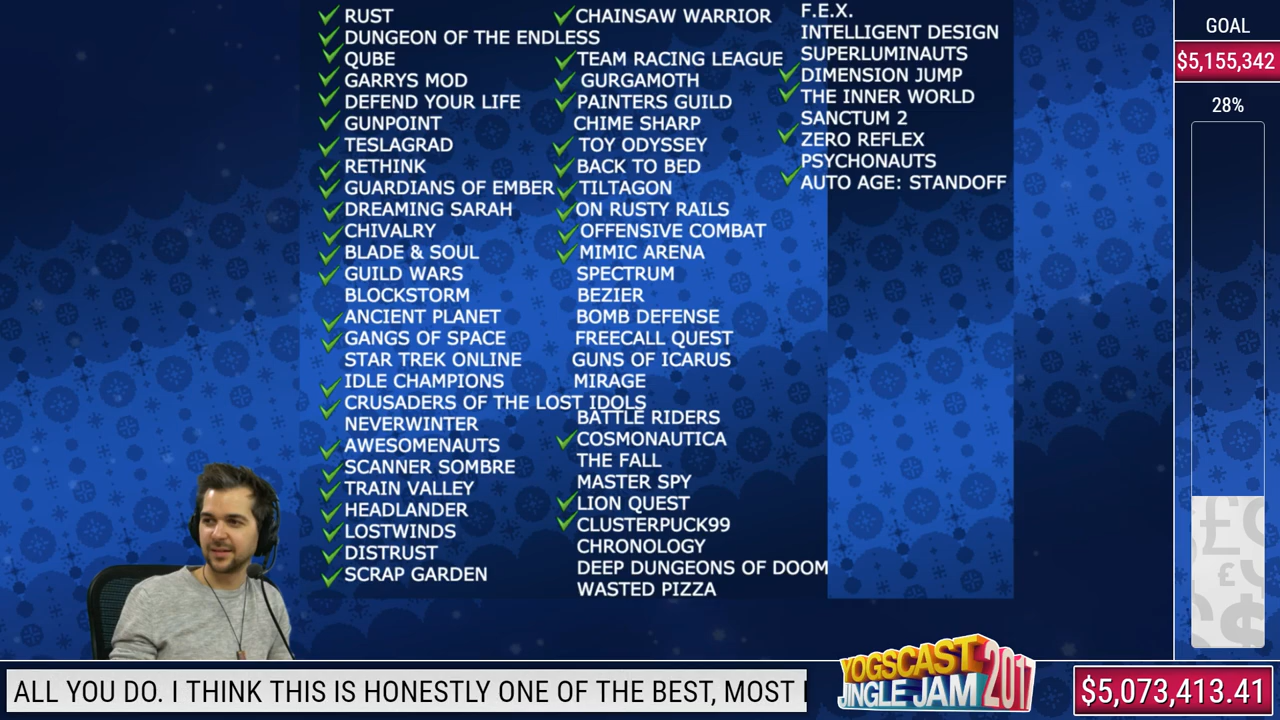 RUST
DUNGEON OF THE ENDLESS
QUBE
GARRYS MOD
DEFEND YOUR LIFE
GUNPOINT
TESLAGRAD
RETHINK
GUARDIANS OF EMBER
DREAMING SARAH
CHIVALRY
BLADE & SOUL
GUILD WARS
BLOCKSTORM
ANCIENT PLANET
GANGS OF SPACE
STAR TREK ONLINE
IDLE CHAMPIONS
CRUSADERS OF THE LOST IDOLS
NEVERWINTER
AWESOMENAUTS
SCANNER SOMBRE
TRAIN VALLEY
HEADLANDER
LOSTWINDS
DISTRUST
SCRAP GARDEN
CHAINSAW WARRIOR
TEAM RACING LEAGUE
GURGAMOTH
PAINTERS GUILD
CHIME SHARP
TOY ODYSSEY
BACK TO BED
TILTAGON
ON RUSTY RAILS
OFFENSIVE COMBAT
MIMIC ARENA
SPECTRUM
BEZIER
BOMB DEFENSE
FREECALL QUEST
GUNS OF ICARUS
MIRAGE
BATTLE RIDERS
COSMONAUTICA
THE FALL
MASTER SPY
LION QUEST
CLUSTERPUCK99
CHRONOLOGY
DEEP DUNGEONS OF DOOM
WASTED PIZZA
F.E.X.
INTELLIGENT DESIGN
SUPERLUMINAUTS
DIMENSION JUMP
THE INNER WORLD
SANCTUM 2
ZERO REFLEX
PSYCHONAUTS
AUTO AGE: STANDOFF
GOAL
$5,155,342
28%
ALL YOU DO. I THINK THIS IS HONESTLY ONE OF THE BEST, MOST
YOGSCAST
JINGLE JAM 2017
$5,073,413.41